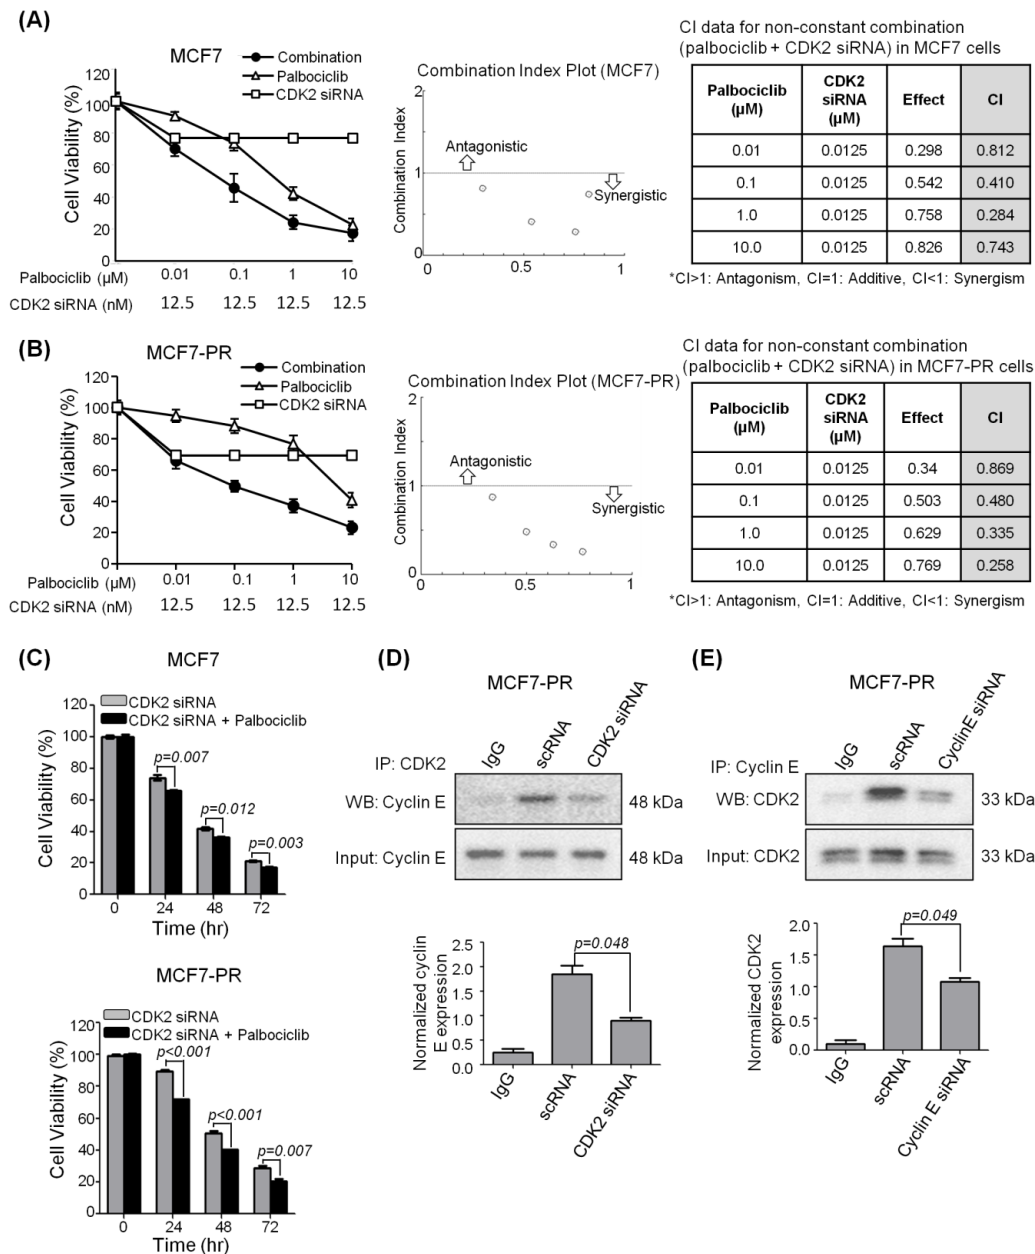 (A)
MCF7
Combination
Palbociclib
CDK2 siRNA
120
100
80
60
40
20
0
Cell Viability (%)
Palbociclib (µM) 0.01 0.1 1 10
CDK2 siRNA (nM) 12.5 12.5 12.5 12.5
Combination Index Plot (MCF7)
2
1
0
Combination Index
Antagonistic
Synergistic
0 0.5 1
CI data for non-constant combination
(palbociclib + CDK2 siRNA) in MCF7 cells
Palbociclib (µM) CDK2 siRNA (µM) Effect CI
0.01 0.0125 0.298 0.812
0.1 0.0125 0.542 0.410
1.0 0.0125 0.758 0.284
10.0 0.0125 0.826 0.743
*CI>1: Antagonism, CI=1: Additive, CI<1: Synergism
(B)
MCF7-PR
Combination
Palbociclib
CDK2 siRNA
120
100
80
60
40
20
0
Cell Viability (%)
Palbociclib (µM) 0.01 0.1 1 10
CDK2 siRNA (nM) 12.5 12.5 12.5 12.5
Combination Index Plot (MCF7-PR)
2
1
0
Combination Index
Antagonistic
Synergistic
0 0.5 1
CI data for non-constant combination
(palbociclib + CDK2 siRNA) in MCF7-PR cells
Palbociclib (µM) CDK2 siRNA (µM) Effect CI
0.01 0.0125 0.34 0.869
0.1 0.0125 0.503 0.480
1.0 0.0125 0.629 0.335
10.0 0.0125 0.769 0.258
*CI>1: Antagonism, CI=1: Additive, CI<1: Synergism
(C)
MCF7
CDK2 siRNA
CDK2 siRNA + Palbociclib
120
100
80
60
40
20
0
Cell Viability (%)
p=0.007
p=0.012
p=0.003
0 24 48 72
Time (hr)
MCF7-PR
CDK2 siRNA
CDK2 siRNA + Palbociclib
120
100
80
60
40
20
0
Cell Viability (%)
p<0.001
p<0.001
p=0.007
0 24 48 72
Time (hr)
(D)
MCF7-PR
IP: CDK2 IgG scRNA CDK2 siRNA
WB: Cyclin E 48 kDa
Input: Cyclin E 48 kDa
2.5
2.0
1.5
1.0
0.5
0.0
Normalized cyclin
E expression
p=0.048
IgG scRNA CDK2 siRNA
(E)
MCF7-PR
IP: Cyclin E IgG scRNA CyclinE siRNA
WB: CDK2 33 kDa
Input: CDK2 33 kDa
2.0
1.5
1.0
0.5
0.0
Normalized CDK2
expression
p=0.049
IgG scRNA Cyclin E siRNA